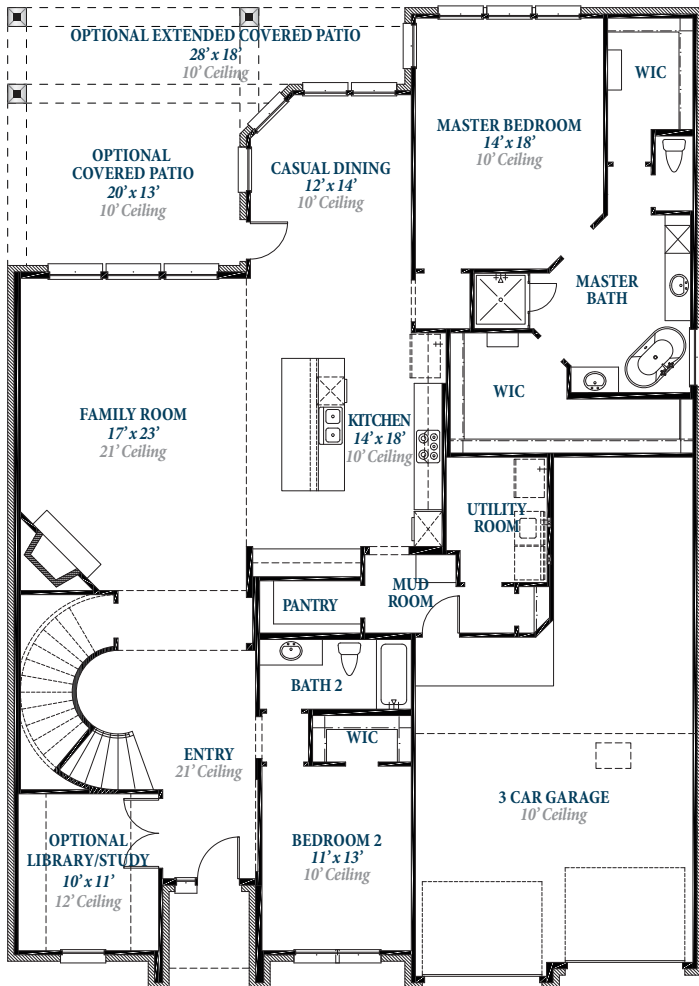 OPTIONAL EXTENDED COVERED PATIO
28’ x 18’
10’ Ceiling
WIC
MASTER BEDROOM
14’ x 18’
10’ Ceiling
OPTIONAL
COVERED PATIO
20’ x 13’
10’ Ceiling
CASUAL DINING
12’ x 14’
10’ Ceiling
MASTER
BATH
WIC
FAMILY ROOM
17’ x 23’
21’ Ceiling
KITCHEN
14’ x 18’
10’ Ceiling
UTILITY
ROOM
MUD
ROOM
PANTRY
BATH 2
WIC
ENTRY
21’ Ceiling
3 CAR GARAGE
10’ Ceiling
OPTIONAL
LIBRARY/STUDY
10’ x 11’
12’ Ceiling
BEDROOM 2
11’ x 13’
10’ Ceiling